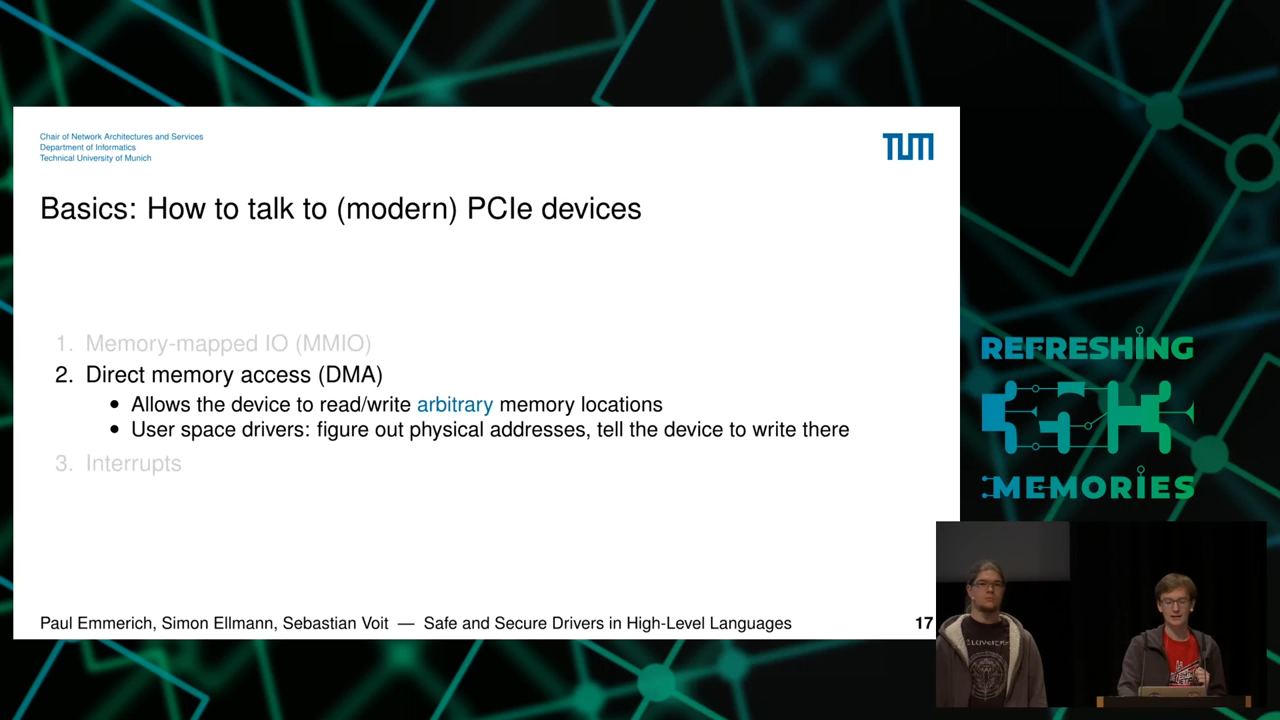 Chair of Network Architectures and Services
Department of Informatics
Technical University of Munich
TUM
Basics: How to talk to (modern) PCIe devices
1. Memory-mapped IO (MMIO)
2. Direct memory access (DMA)
• Allows the device to read/write arbitrary memory locations
• User space drivers: figure out physical addresses, tell the device to write there
3. Interrupts
Paul Emmerich, Simon Ellmann, Sebastian Voit — Safe and Secure Drivers in High-Level Languages
17
REFRESHING
MEMORIES